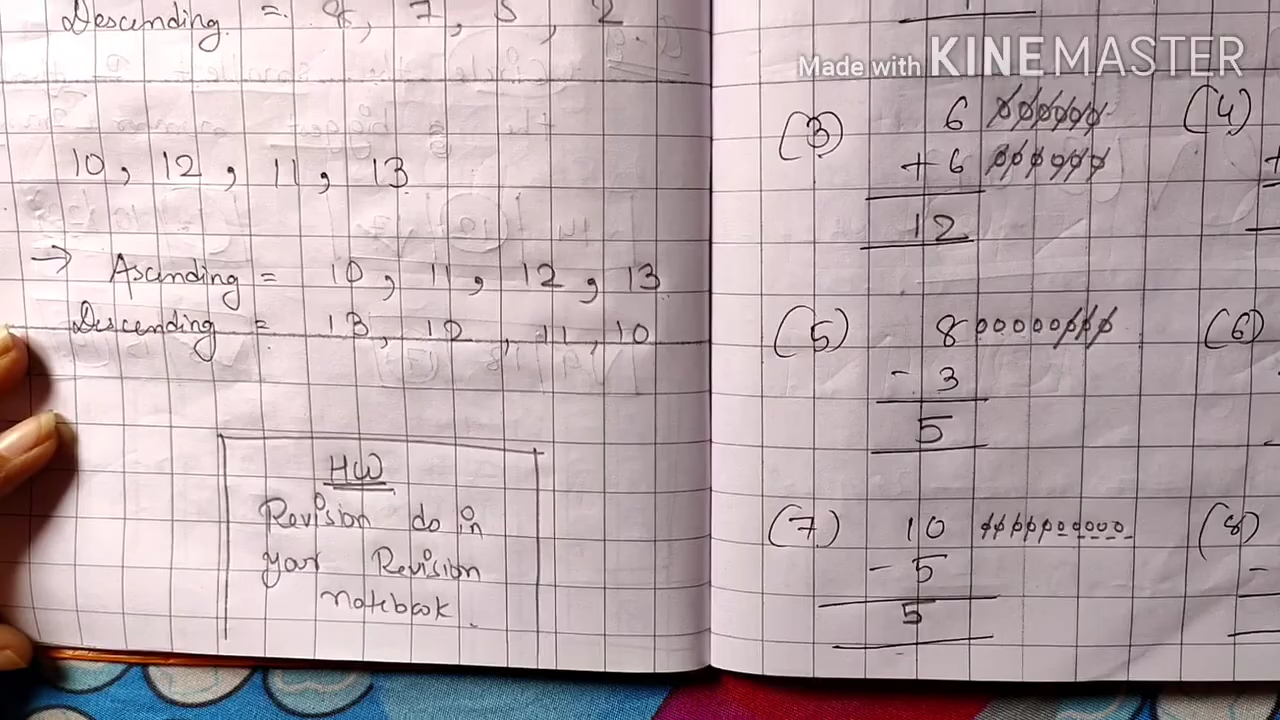 Descending = 8, 7, 5, 2
10, 12, 11, 13
→ Ascending = 10, 11, 12, 13
Descending = 13, 12, 11, 10
HW
Revision do in
your Revision
notebook.
Made with KINEMASTER
(3) 6
+ 6
12
(4)
+
(5) 8
- 3
5
(6)
(7) 10
- 5
5
(8)
-